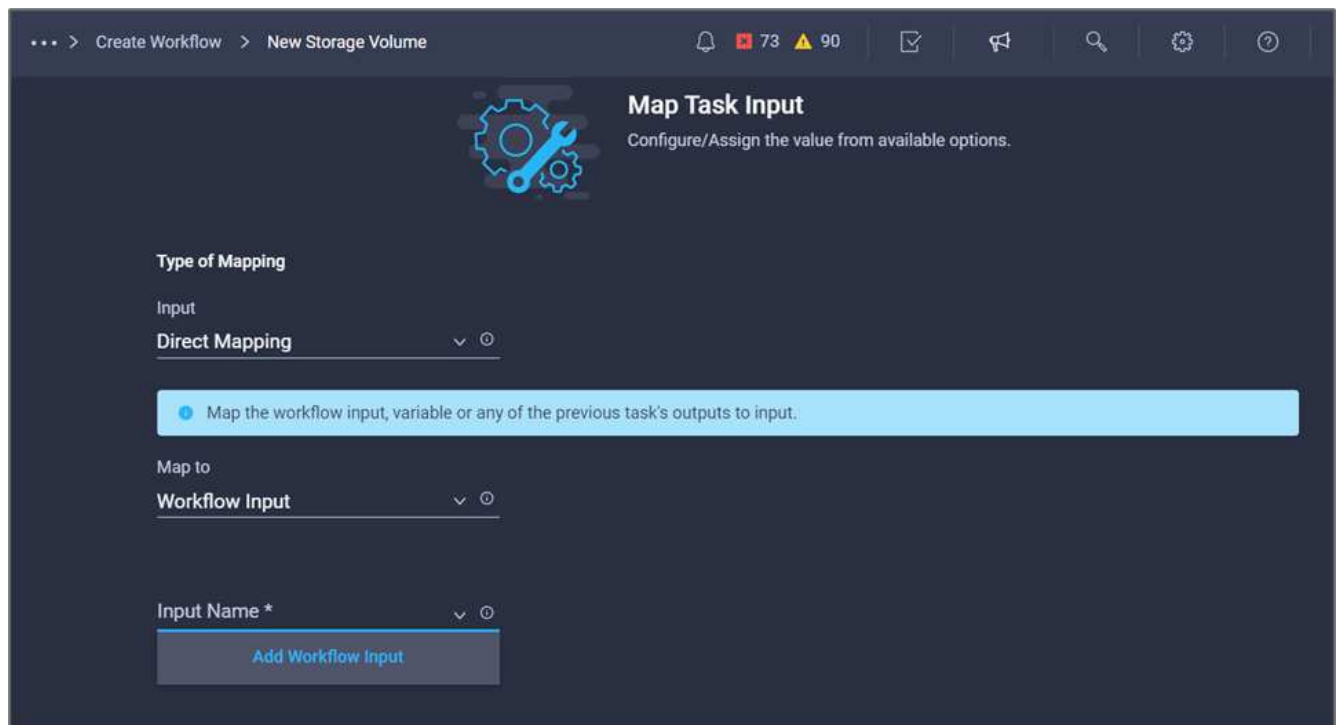 ••• > Create Workflow > New Storage Volume 73 90
Map Task Input
Configure/Assign the value from available options.
Type of Mapping
Input
Direct Mapping
Map the workflow input, variable or any of the previous task's outputs to input.
Map to
Workflow Input
Input Name *
Add Workflow Input